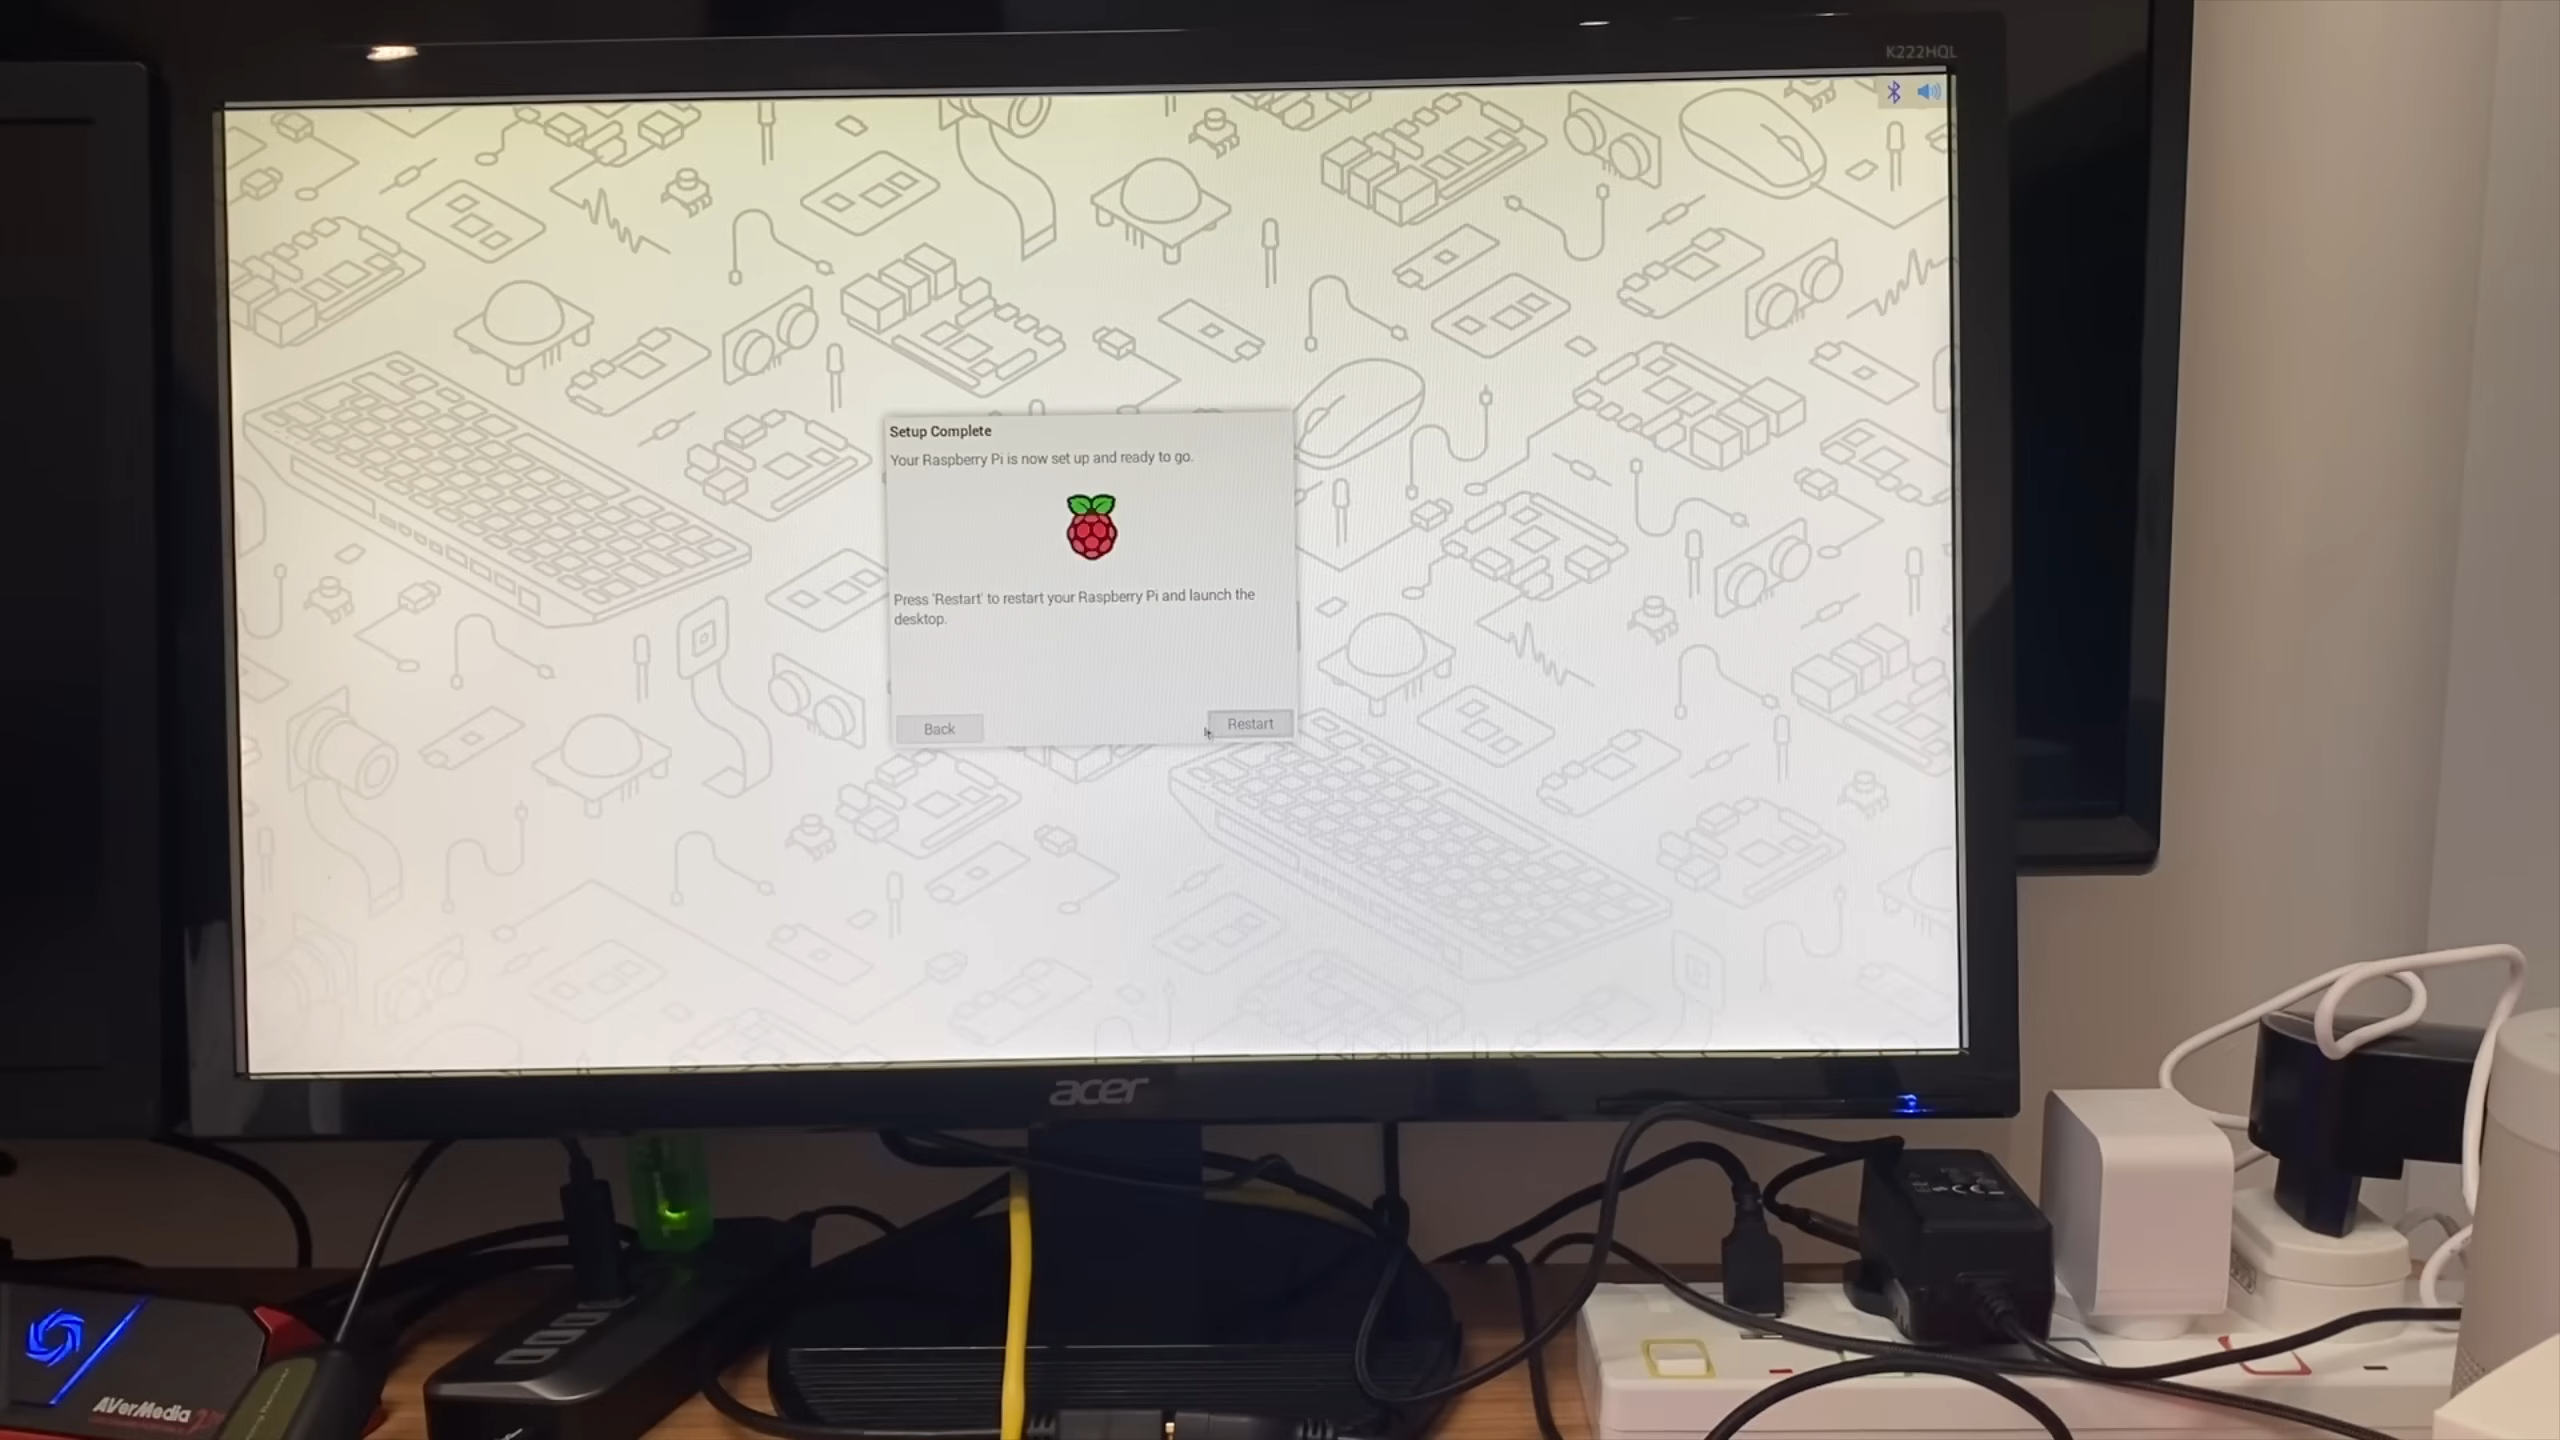 K222HQL
Setup Complete
Your Raspberry Pi is now set up and ready to go.
Press 'Restart' to restart your Raspberry Pi and launch the
desktop.
Back
Restart
acer
AVerMedia